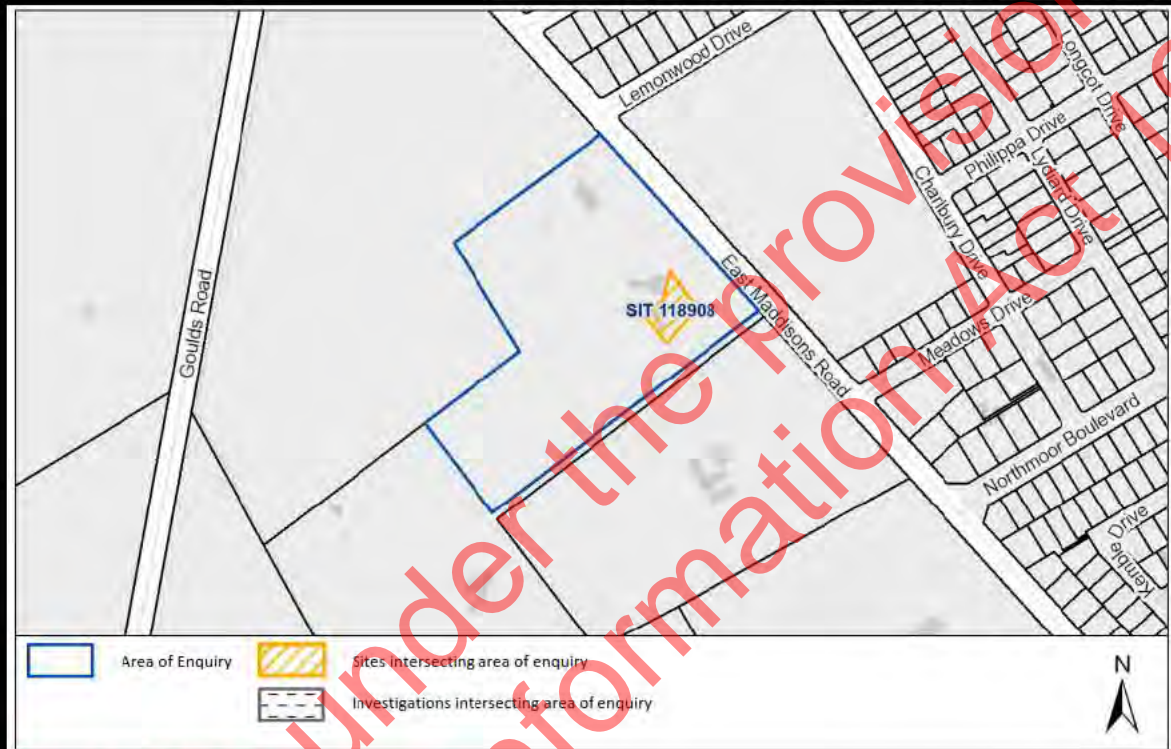 Lemonwood Drive
Longcot Drive
Philippa Drive
Lydiard Drive
Charlbury Drive
East Maddisons Road
SIT 118908
Goulds Road
Meadows Drive
Northmoor Boulevard
Kemble Drive
Area of Enquiry
Sites intersecting area of enquiry
Investigations intersecting area of enquiry
N
under the provision
Information Act